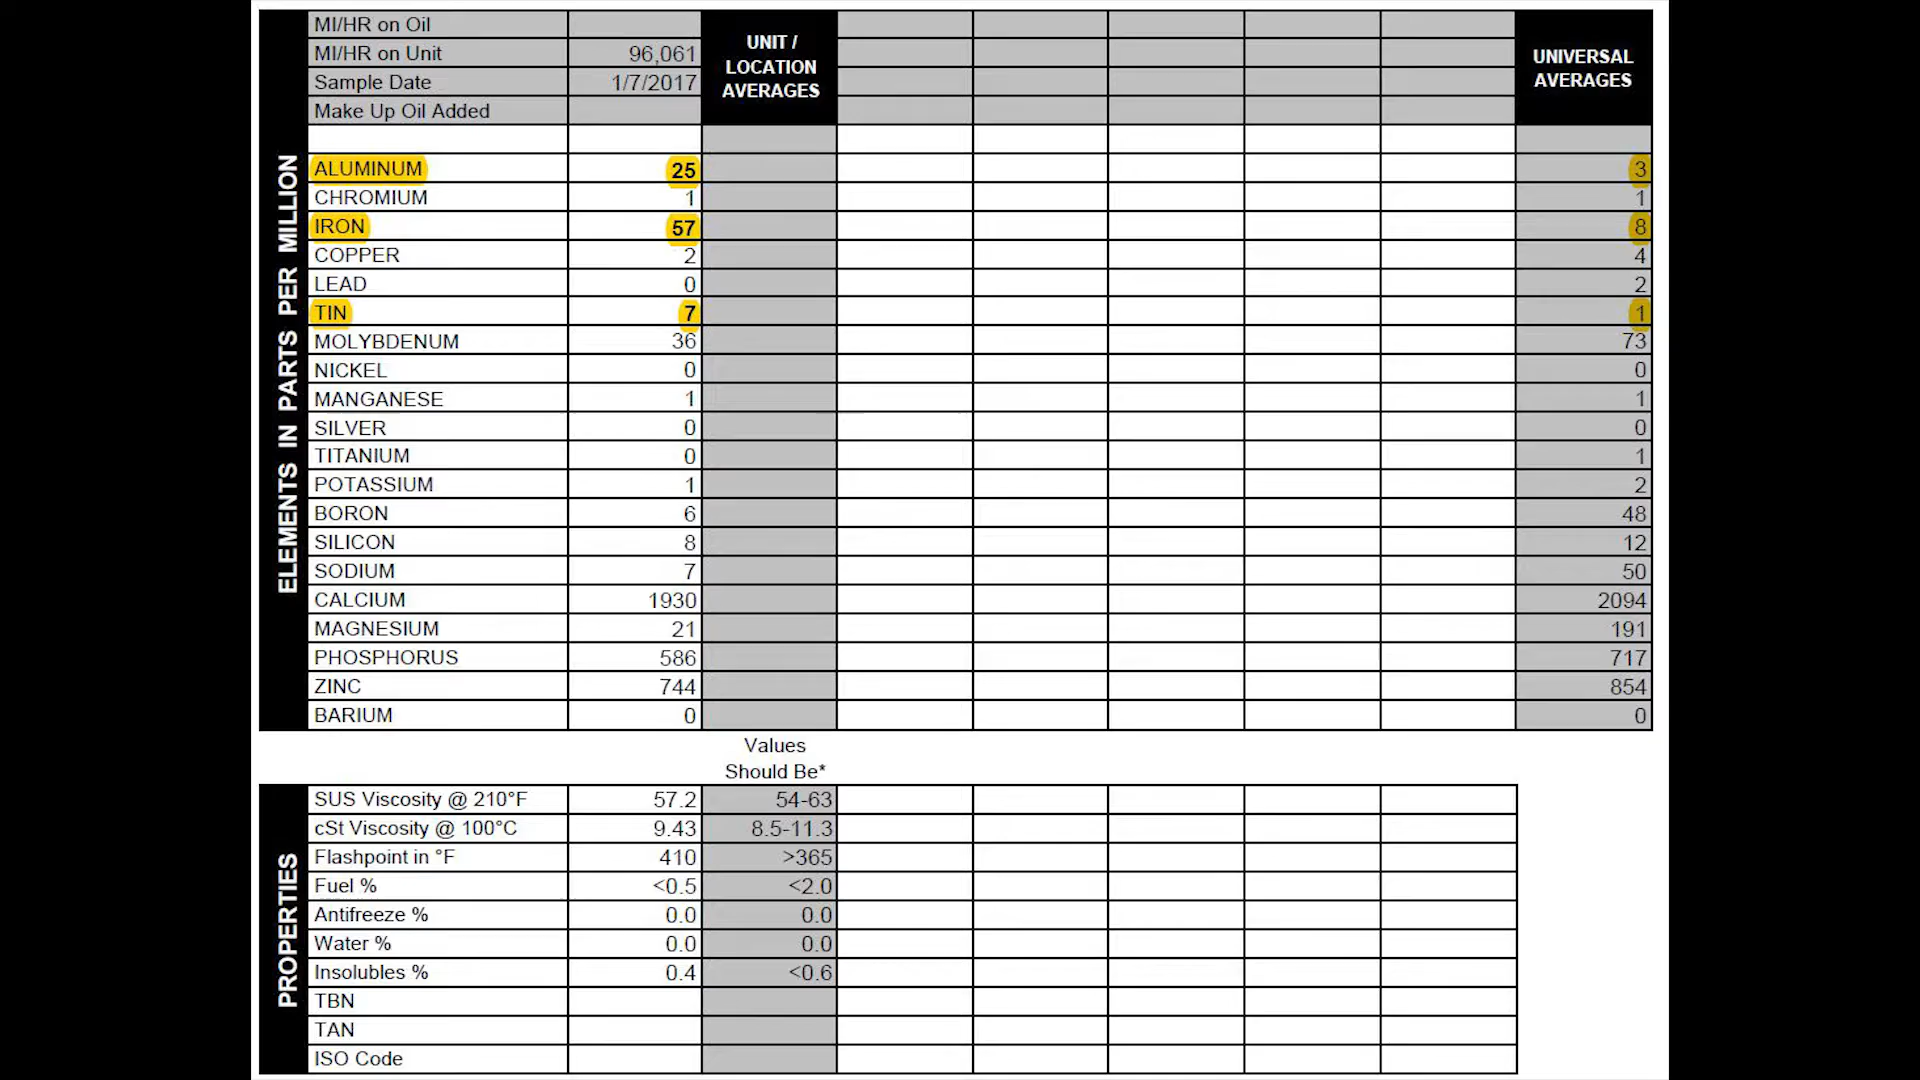 MI/HR on Oil
MI/HR on Unit 96,061
Sample Date 1/7/2017
Make Up Oil Added
UNIT /
LOCATION
AVERAGES
UNIVERSAL
AVERAGES
ELEMENTS IN PARTS PER MILLION
ALUMINUM 25 3
CHROMIUM 1 1
IRON 57 8
COPPER 2 4
LEAD 0 2
TIN 7 1
MOLYBDENUM 36 73
NICKEL 0 0
MANGANESE 1 1
SILVER 0 0
TITANIUM 0 1
POTASSIUM 1 2
BORON 6 48
SILICON 8 12
SODIUM 7 50
CALCIUM 1930 2094
MAGNESIUM 21 191
PHOSPHORUS 586 717
ZINC 744 854
BARIUM 0 0
Values
Should Be*
PROPERTIES
SUS Viscosity @ 210°F 57.2 54-63
cSt Viscosity @ 100°C 9.43 8.5-11.3
Flashpoint in °F 410 >365
Fuel % <0.5 <2.0
Antifreeze % 0.0 0.0
Water % 0.0 0.0
Insolubles % 0.4 <0.6
TBN
TAN
ISO Code